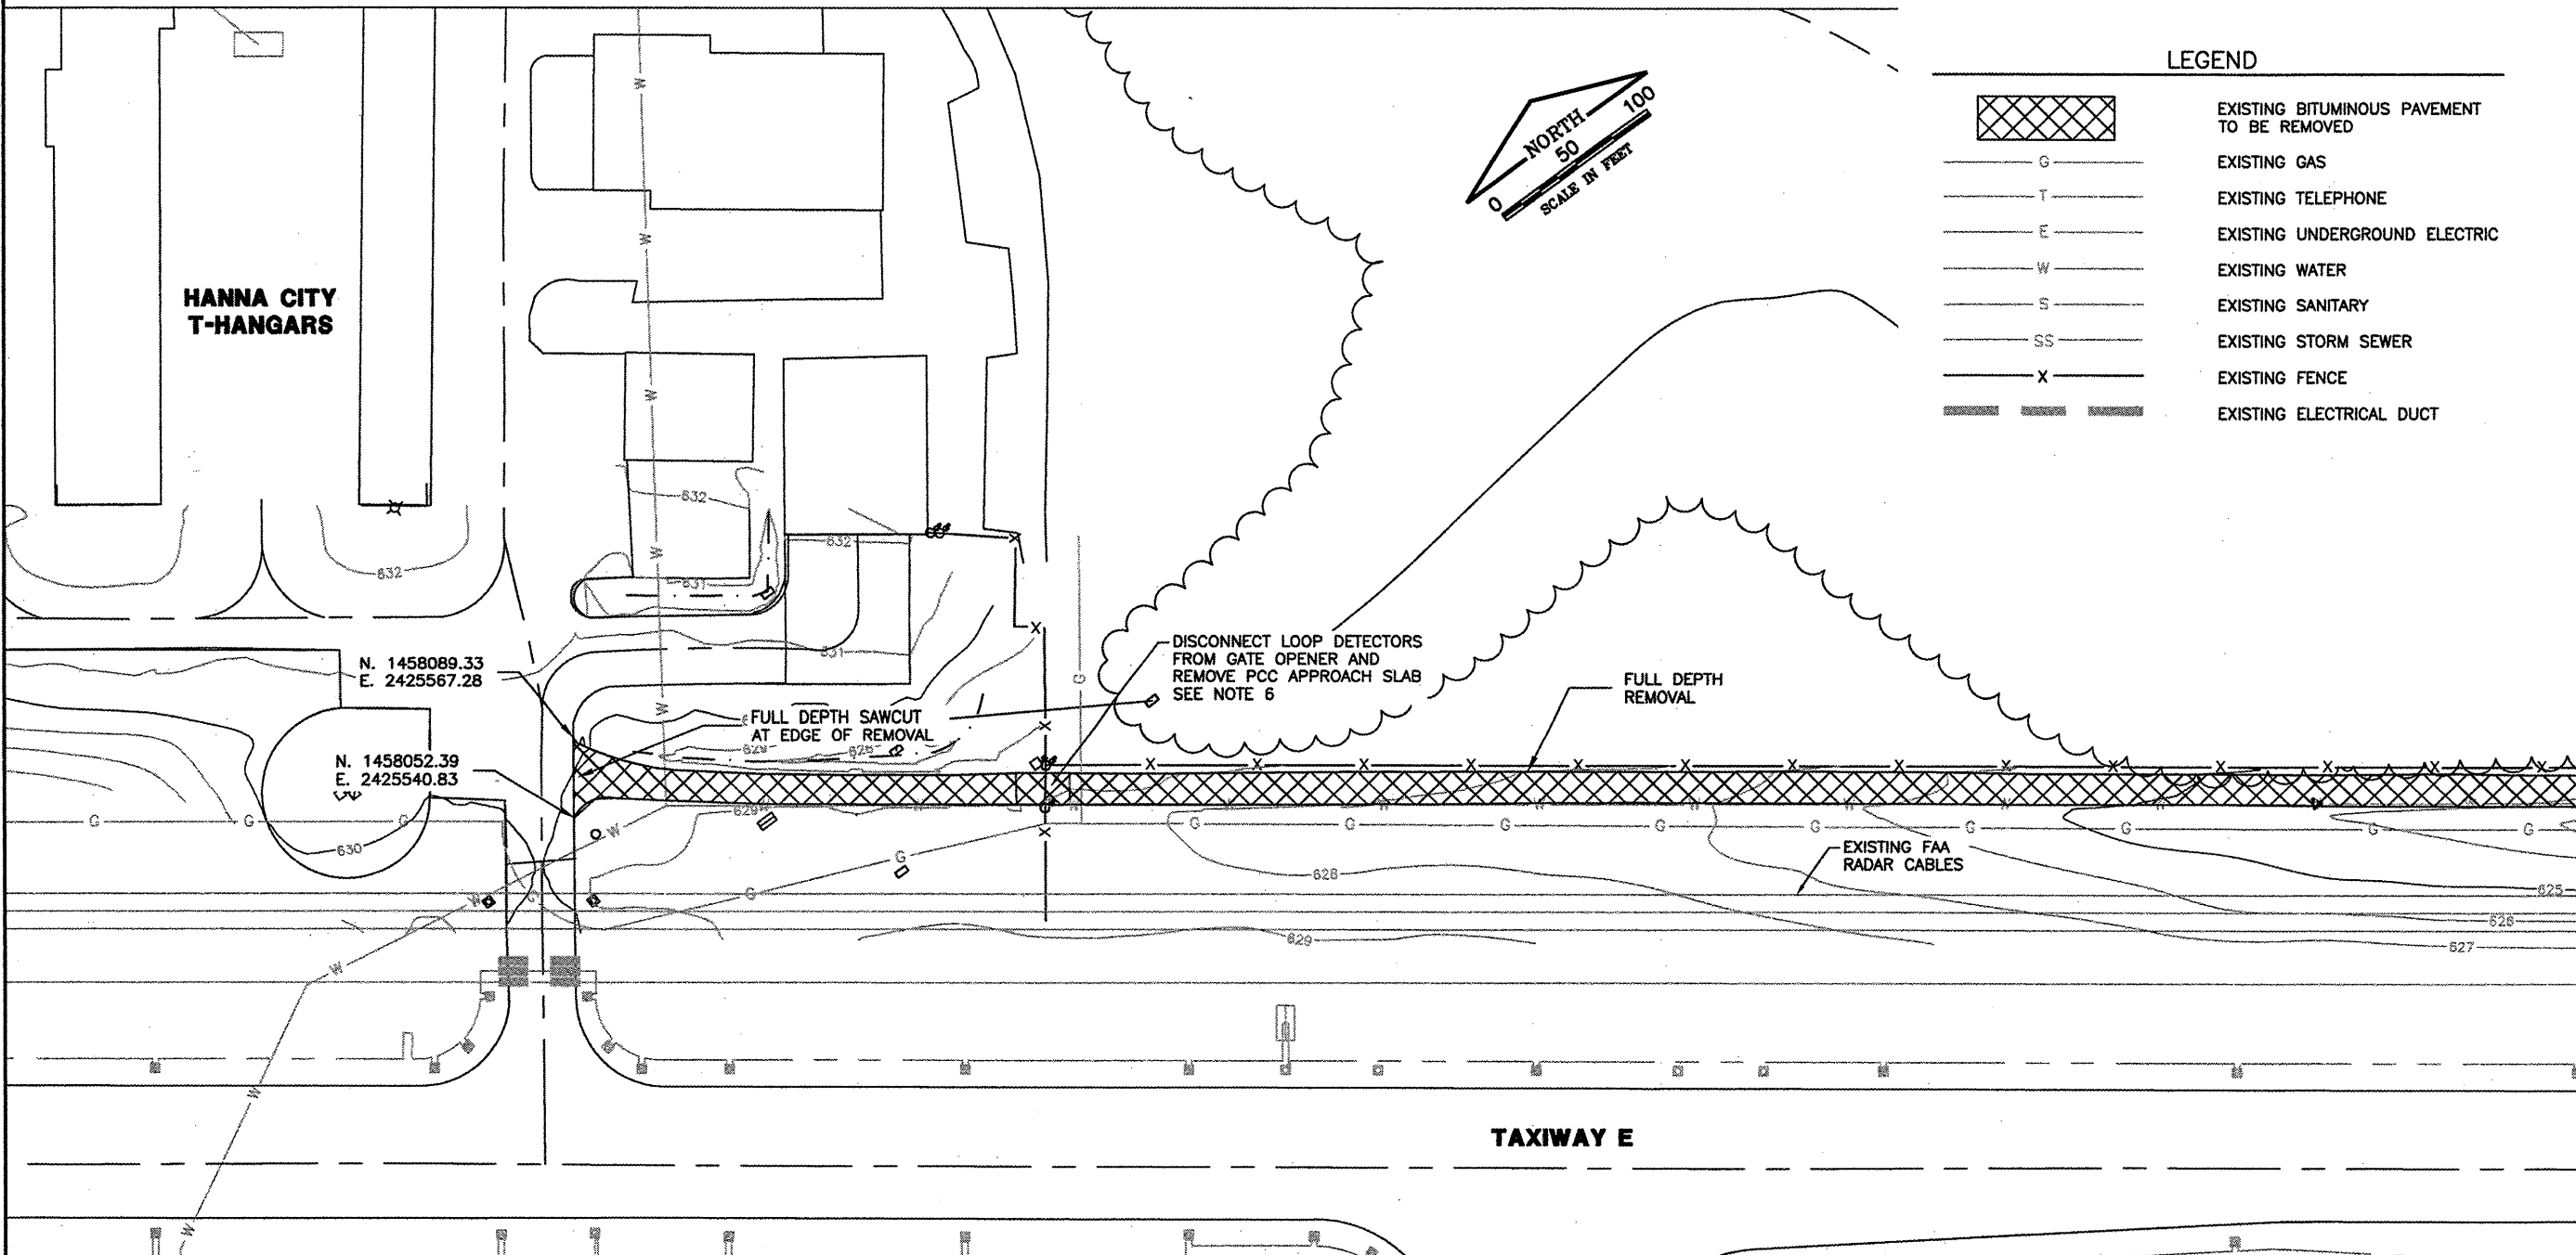 LEGEND
EXISTING BITUMINOUS PAVEMENT
TO BE REMOVED
G EXISTING GAS
T EXISTING TELEPHONE
E EXISTING UNDERGROUND ELECTRIC
W EXISTING WATER
S EXISTING SANITARY
SS EXISTING STORM SEWER
X EXISTING FENCE
EXISTING ELECTRICAL DUCT
NORTH
0 50 100
SCALE IN FEET
HANNA CITY
T-HANGARS
W
W
W
W
632
632
632
631
631
N. 1458089.33
E. 2425567.28
DISCONNECT LOOP DETECTORS
FROM GATE OPENER AND
REMOVE PCC APPROACH SLAB
SEE NOTE 6
FULL DEPTH
REMOVAL
FULL DEPTH SAWCUT
AT EDGE OF REMOVAL
N. 1458052.39
E. 2425540.83
629
628
629
630
G G G
W
G
G
G G G G G G G G G
X X X X X X X X X X X X X X
EXISTING FAA
RADAR CABLES
628
625
626
627
629
W
W
W
W
TAXIWAY E